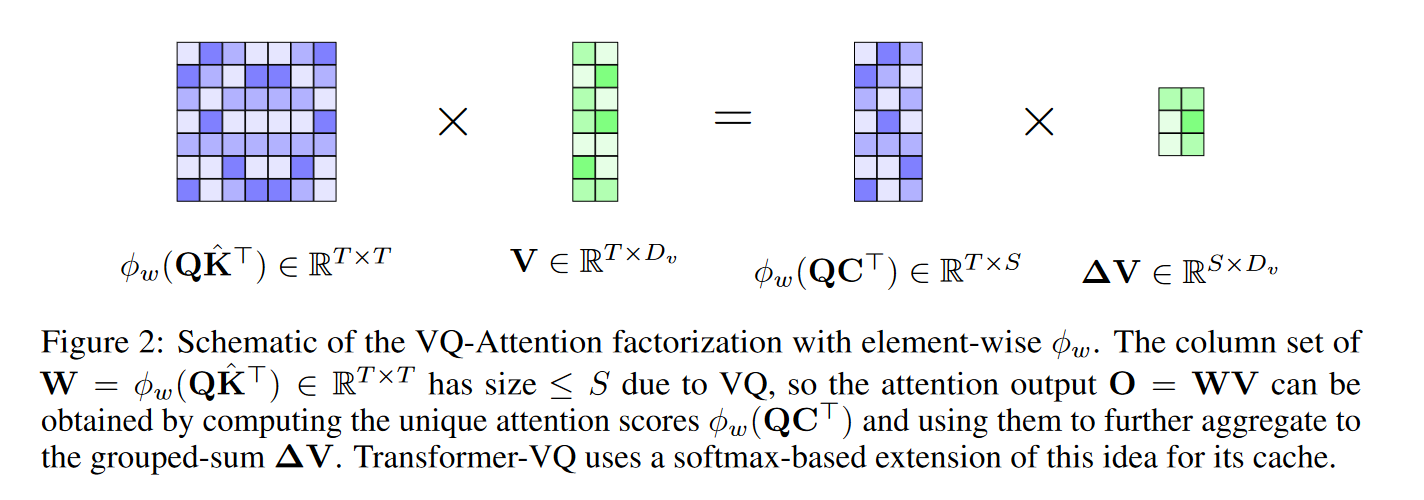 × = ×
ϕ_w(QK̂^⊤) ∈ ℝ^{T×T} V ∈ ℝ^{T×D_v} ϕ_w(QC^⊤) ∈ ℝ^{T×S} ΔV ∈ ℝ^{S×D_v}
Figure 2: Schematic of the VQ-Attention factorization with element-wise ϕ_w. The column set of
W = ϕ_w(QK̂^⊤) ∈ ℝ^{T×T} has size ≤ S due to VQ, so the attention output O = WV can be
obtained by computing the unique attention scores ϕ_w(QC^⊤) and using them to further aggregate to
the grouped-sum ΔV. Transformer-VQ uses a softmax-based extension of this idea for its cache.